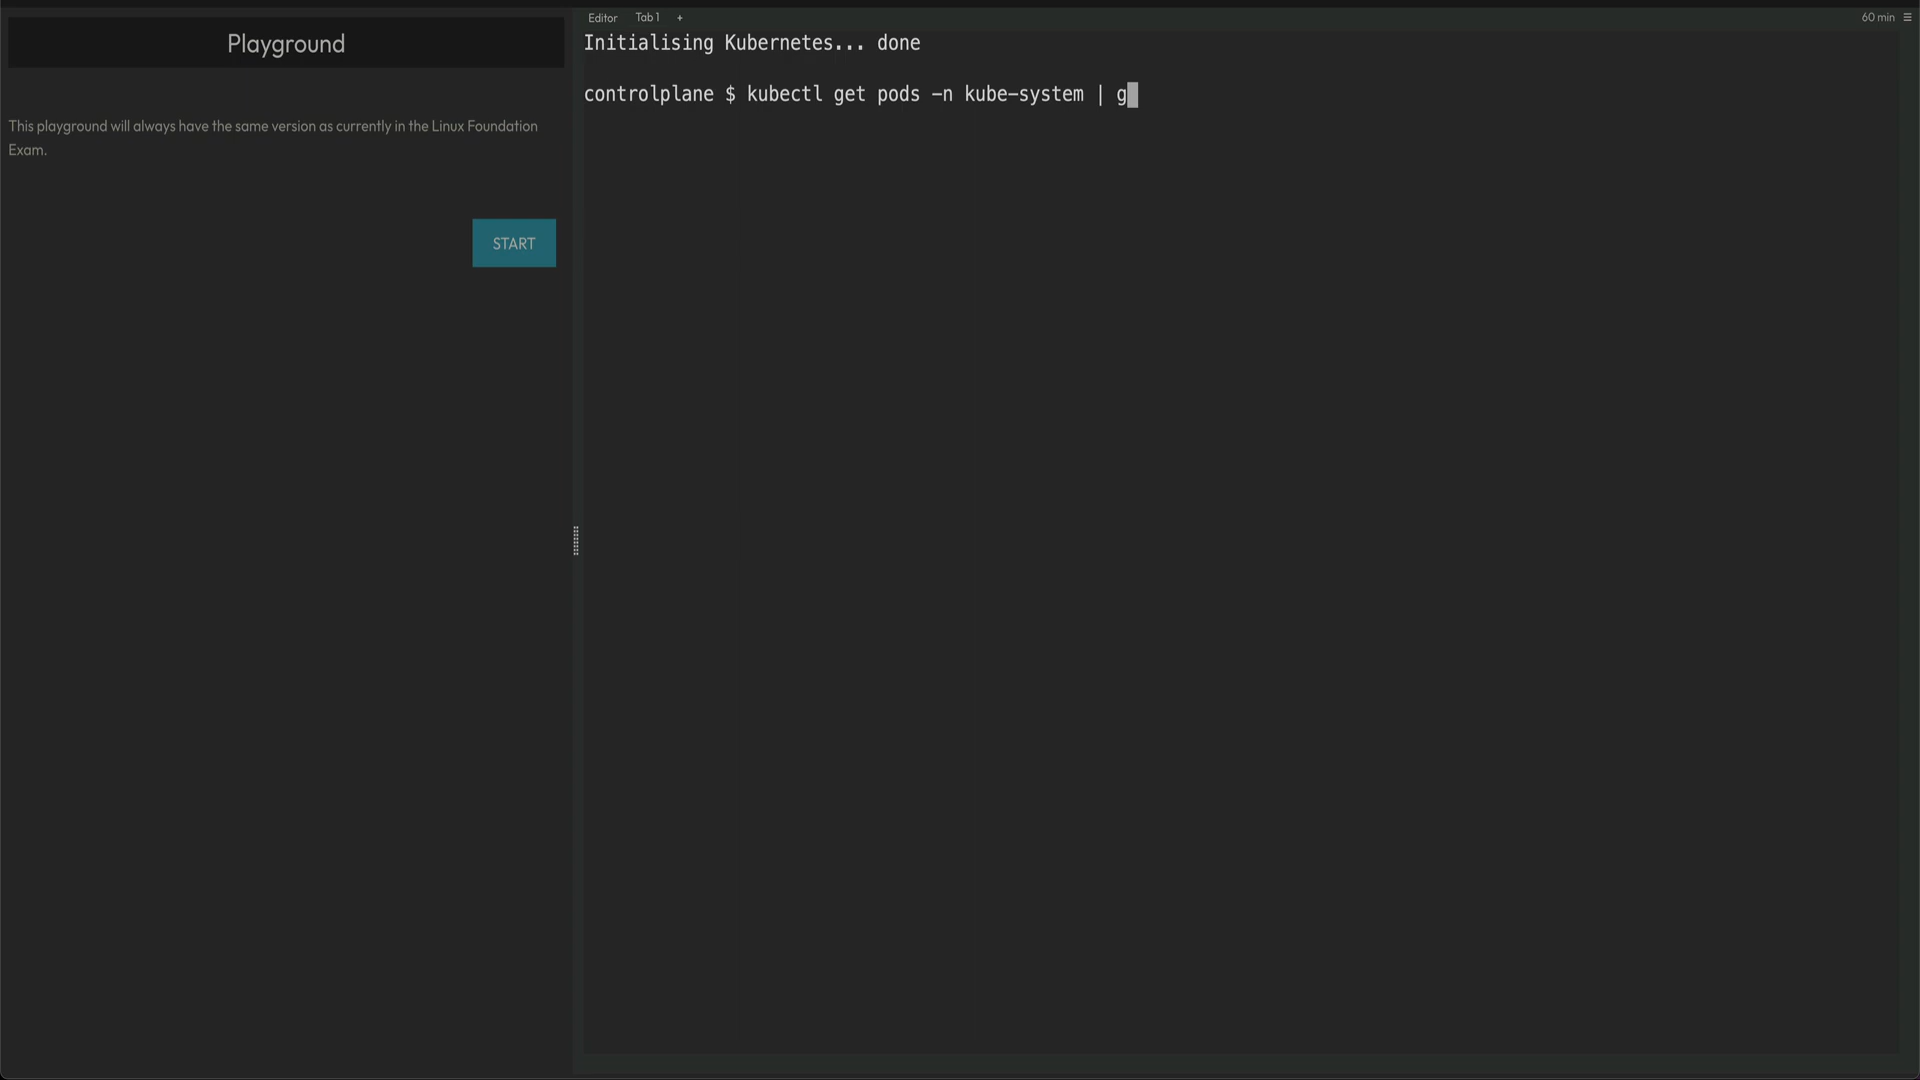 Playground
This playground will always have the same version as currently in the Linux Foundation
Exam.
START
Editor Tab 1 +
60 min
Initialising Kubernetes... done
controlplane $ kubectl get pods -n kube-system | g